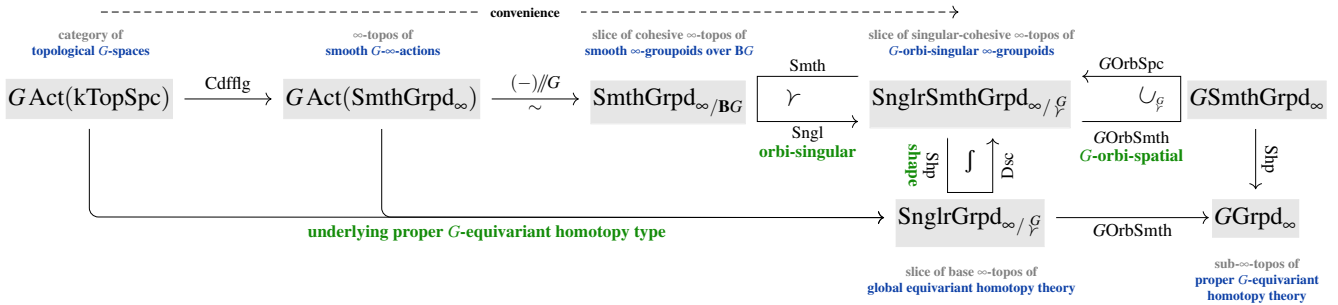 convenience
category of
topological G-spaces
∞-topos of
smooth G-∞-actions
slice of cohesive ∞-topos of
smooth ∞-groupoids over BG
slice of singular-cohesive ∞-topos of
G-orbi-singular ∞-groupoids
G Act(kTopSpc)
Cdfflg
G Act(SmthGrpd∞)
(−)⫽G
∼
SmthGrpd∞/BG
Smth
≺
Sngl
orbi-singular
SnglrSmthGrpd∞/≺G
GOrbSpc
∪≺G
GOrbSmth
G-orbi-spatial
GSmthGrpd∞
shape
Shp
ʃ
Dsc
Shp
underlying proper G-equivariant homotopy type
SnglrGrpd∞/≺G
GOrbSmth
GGrpd∞
slice of base ∞-topos of
global equivariant homotopy theory
sub-∞-topos of
proper G-equivariant
homotopy theory